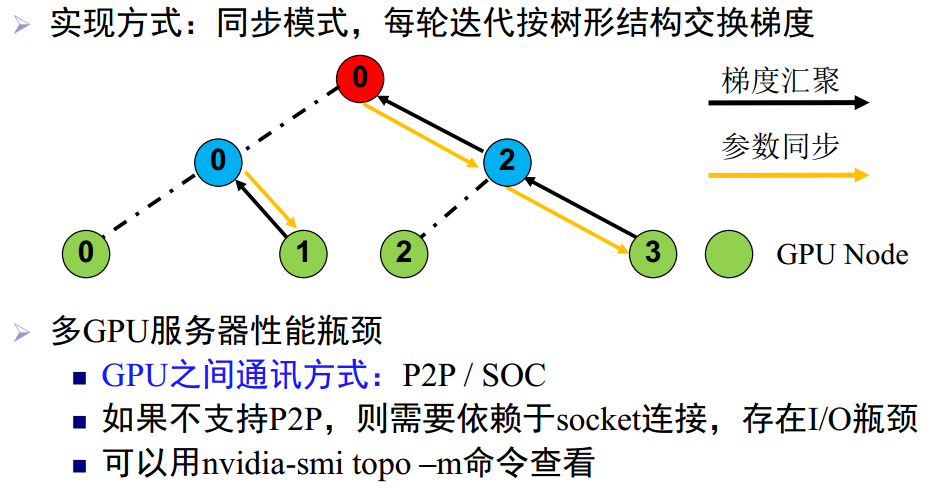 实现方式：同步模式，每轮迭代按树形结构交换梯度
0
梯度汇聚
0
2
参数同步
0
1
2
3
GPU Node
多GPU服务器性能瓶颈
GPU之间通讯方式：P2P / SOC
如果不支持P2P，则需要依赖于socket连接，存在I/O瓶颈
可以用nvidia-smi topo –m命令查看